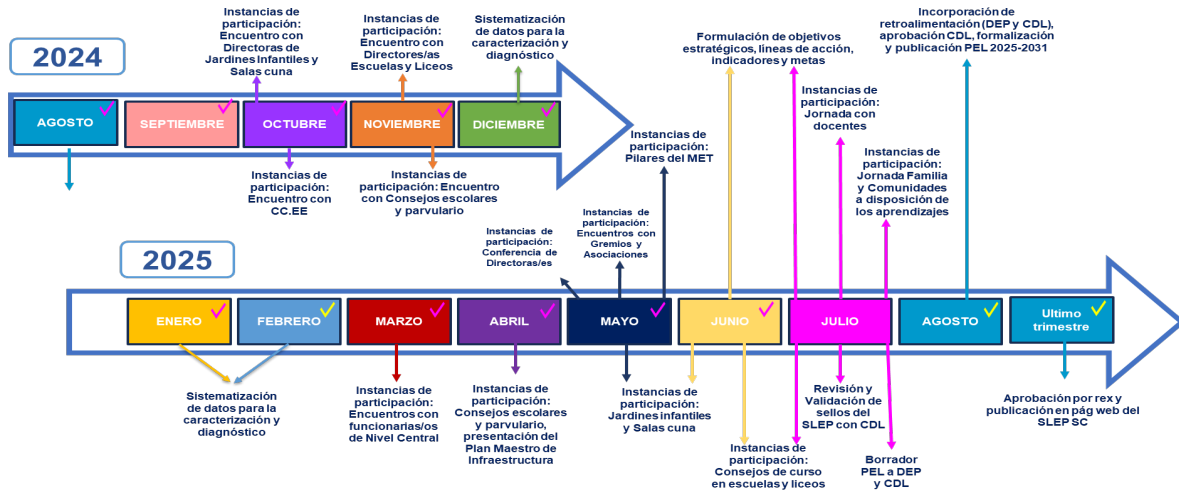 2024
Instancias de
participación:
Encuentro con
Directoras de
Jardines Infantiles y
Salas cuna
Instancias de
participación:
Encuentro con
Directores/as
Escuelas y Liceos
Sistematización
de datos para la
caracterización y
diagnóstico
AGOSTO
SEPTIEMBRE
OCTUBRE
NOVIEMBRE
DICIEMBRE
Instancias de
participación:
Encuentro con
CC.EE
Instancias de
participación: Encuentro
con Consejos escolares
y parvulario
2025
Instancias de
participación:
Conferencia de
Directoras/es
Instancias de
participación:
Encuentros con
Gremios y
Asociaciones
Instancias de
participación:
Pilares del MET
Formulación de objetivos
estratégicos, líneas de acción,
indicadores y metas
Instancias de
participación:
Jornada con
docentes
Instancias de
participación:
Jornada Familia
y Comunidades
a disposición de
los aprendizajes
Incorporación de
retroalimentación (DEP y CDL),
aprobación CDL, formalización
y publicación PEL 2025-2031
ENERO
FEBRERO
MARZO
ABRIL
MAYO
JUNIO
JULIO
AGOSTO
Ultimo
trimestre
Sistematización
de datos para la
caracterización y
diagnóstico
Instancias de
participación:
Encuentros con
funcionarias/os
de Nivel Central
Instancias de
participación:
Consejos escolares
y parvulario,
presentación del
Plan Maestro de
Infraestructura
Instancias de
participación:
Jardines infantiles
y Salas cuna
Instancias de
participación:
Consejos de curso
en escuelas y liceos
Revisión y
Validación de
sellos del
SLEP con CDL
Borrador
PEL a DEP
y CDL
Aprobación por rex y
publicación en pág web del
SLEP SC